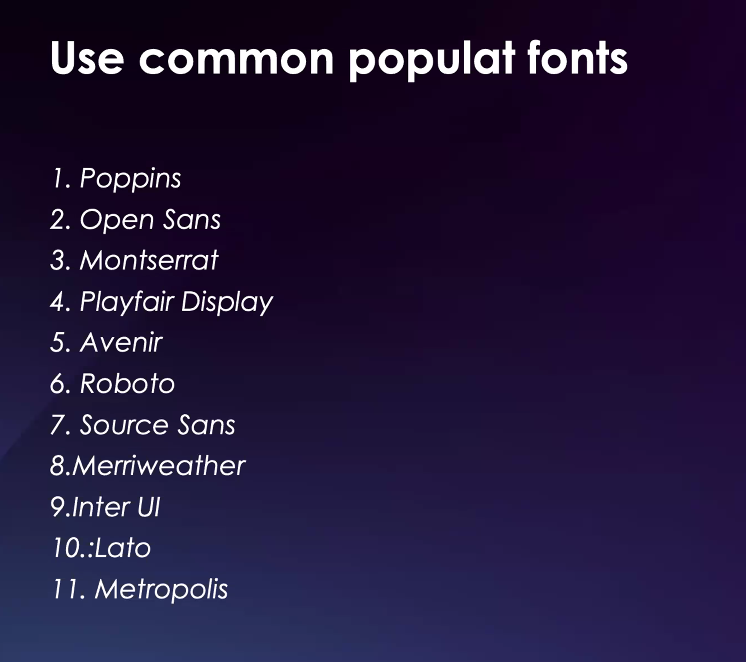 Use common populat fonts
1. Poppins
2. Open Sans
3. Montserrat
4. Playfair Display
5. Avenir
6. Roboto
7. Source Sans
8.Merriweather
9.Inter UI
10.:Lato
11. Metropolis